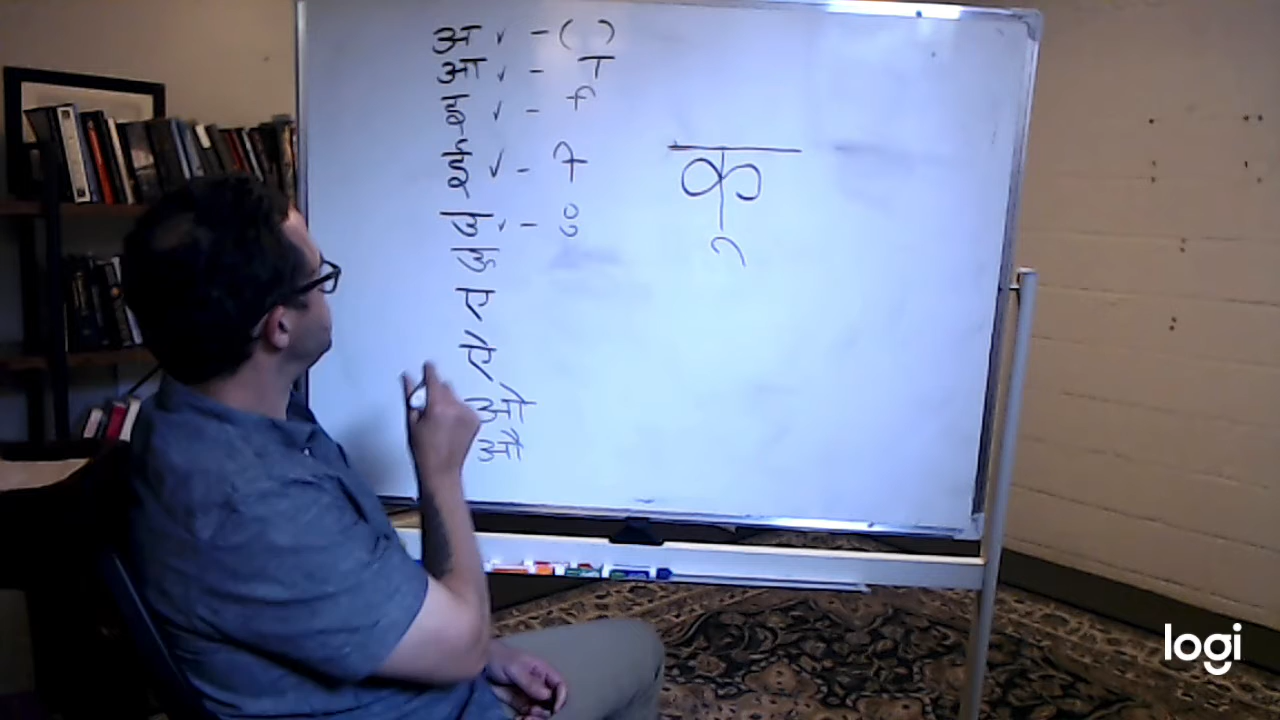 अ ✓ - ( )
आ ✓ - ा
इ ✓ - ि
ई ✓ - ी
उ ✓ - ु
ऊ
ए
ऐ
ओ
औ
कु
logi